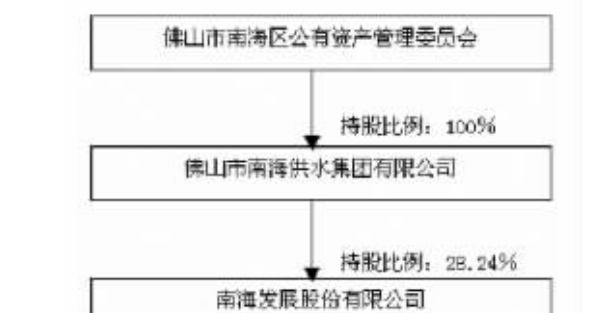 佛山市南海区公有资产管理委员会
持股比例：100%
佛山市南海供水集团有限公司
持股比例：28.24%
南海发展股份有限公司